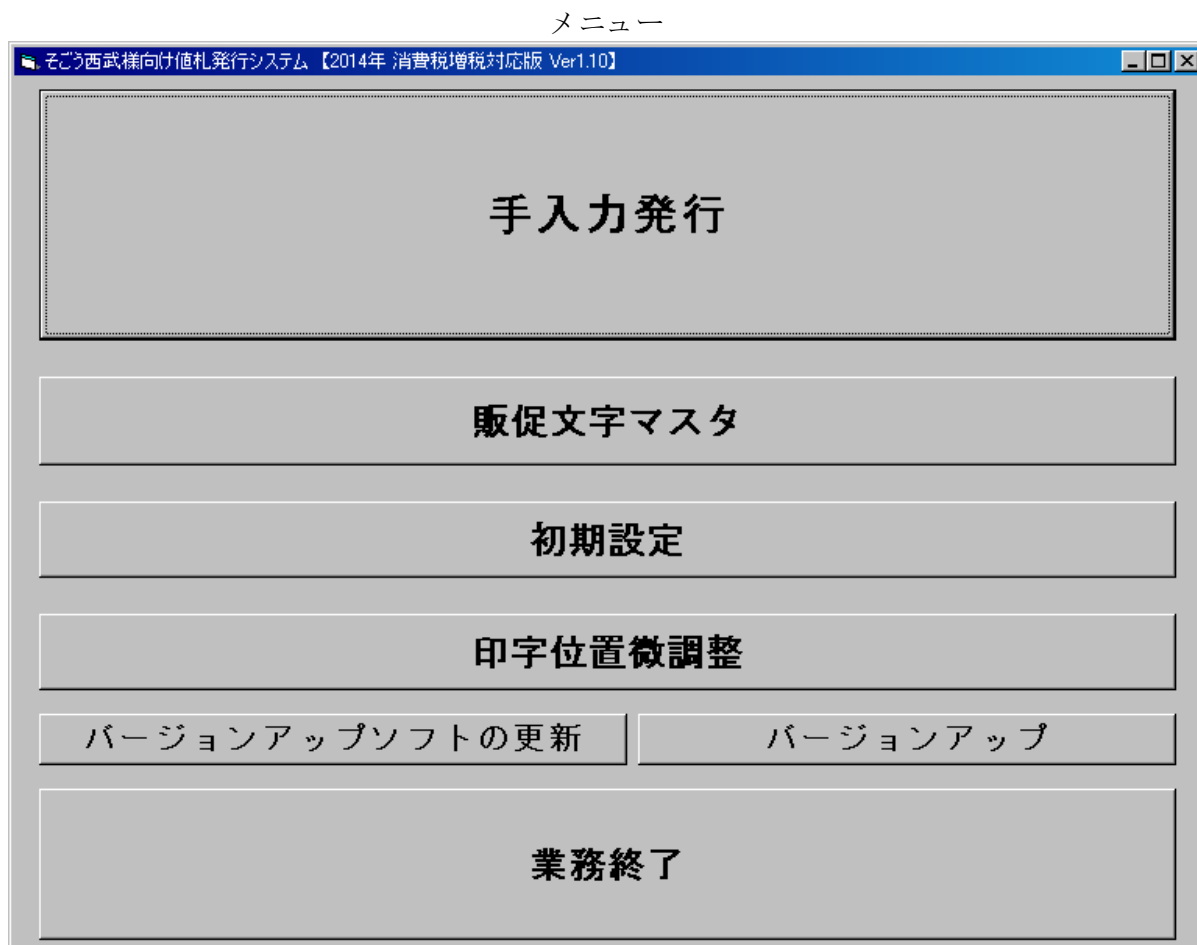 メニュー
そごう西武様向け値札発行システム 【2014年 消費税増税対応版 Ver1.10】
手入力発行
販促文字マスタ
初期設定
印字位置微調整
バージョンアップソフトの更新
バージョンアップ
業務終了